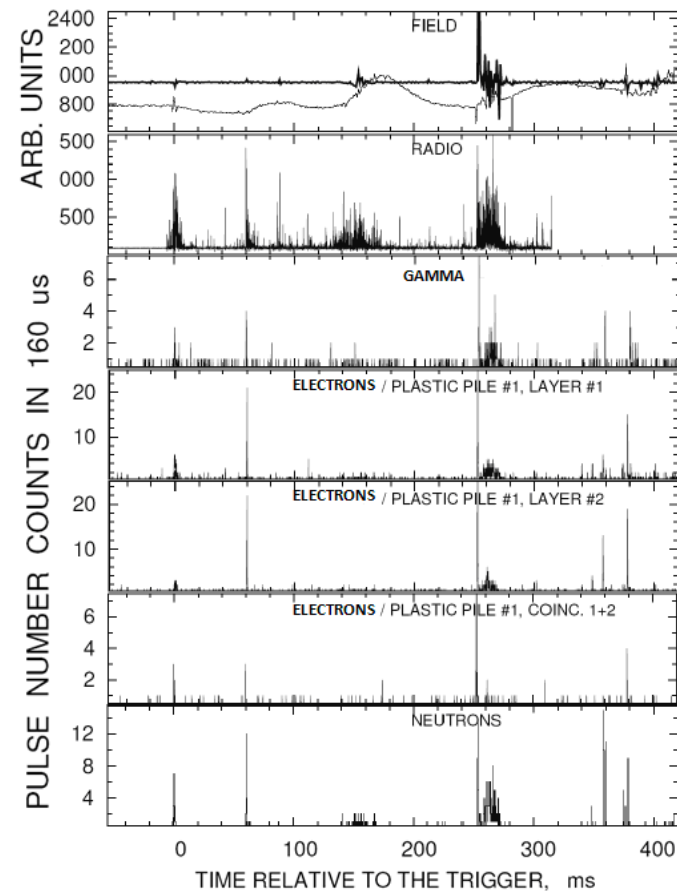 2400
FIELD
000
800
ARB. UNITS
500
RADIO
000
500
GAMMA
6
4
2
ELECTRONS / PLASTIC PILE #1, LAYER #1
20
10
ELECTRONS / PLASTIC PILE #1, LAYER #2
20
10
ELECTRONS / PLASTIC PILE #1, COINC. 1+2
6
4
2
NEUTRONS
12
8
4
PULSE NUMBER COUNTS IN 160 us
0 100 200 300 400
TIME RELATIVE TO THE TRIGGER, ms